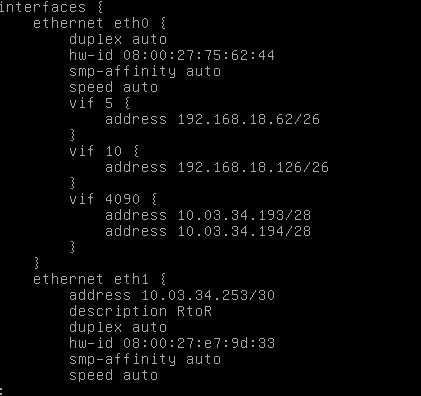 interfaces {
    ethernet eth0 {
        duplex auto
        hw-id 08:00:27:75:62:44
        smp-affinity auto
        speed auto
        vif 5 {
            address 192.168.18.62/26
        }
        vif 10 {
            address 192.168.18.126/26
        }
        vif 4090 {
            address 10.03.34.193/28
            address 10.03.34.194/28
        }
    }
    ethernet eth1 {
        address 10.03.34.253/30
        description RtoR
        duplex auto
        hw-id 08:00:27:e7:9d:33
        smp-affinity auto
        speed auto
: